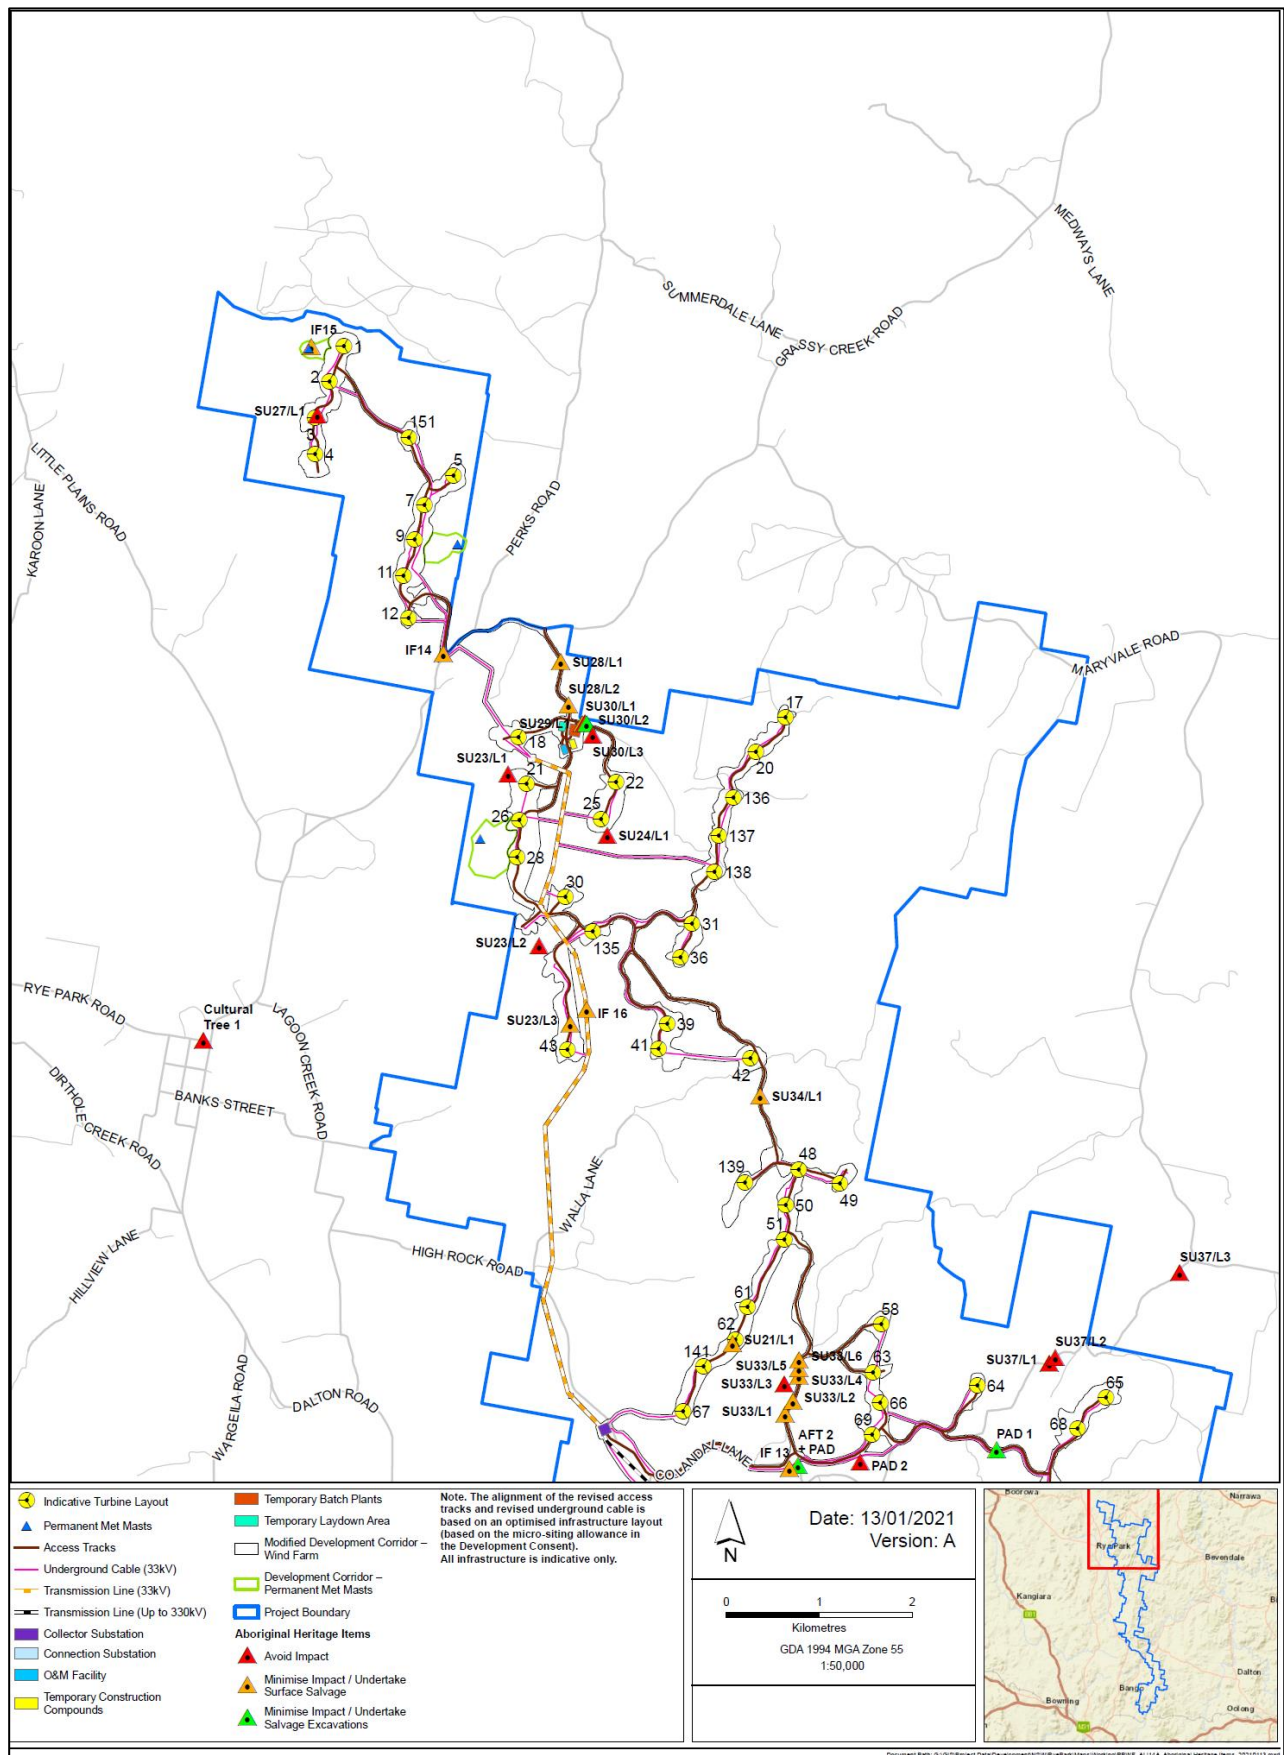 MEDWAYS LANE
SUMMERDALE LANE
GRASSY CREEK ROAD
IF15
1
2
SU27/L1
3
4
151
5
LITTLE PLAINS ROAD
KAROON LANE
7
PERKS ROAD
9
11
12
IF14
MARYVALE ROAD
SU28/L1
SU28/L2
SU30/L1
SU29/L1
SU30/L2
17
18
SU30/L3
SU23/L1
20
21
22
136
25
26
SU24/L1
137
28
138
30
31
135
SU23/L2
36
RYE PARK ROAD
Cultural
Tree 1
LAGOON CREEK ROAD
IF 16
SU23/L3
39
43
41
42
DIRTHOLE CREEK ROAD
BANKS STREET
SU34/L1
48
139
49
WALLA LANE
50
51
HILLVIEW LANE
HIGH ROCK ROAD
SU37/L3
61
58
62
SU21/L1
SU37/L2
141
SU33/L5
SU33/L6
63
SU37/L1
SU33/L3
SU33/L4
64
65
WARGEILA ROAD
DALTON ROAD
SU33/L2
67
SU33/L1
66
69
68
AFT 2
+ PAD
PAD 1
IF 13
COOLANDAL LANE
PAD 2
Indicative Turbine Layout
Permanent Met Masts
Access Tracks
Underground Cable (33kV)
Transmission Line (33kV)
Transmission Line (Up to 330kV)
Collector Substation
Connection Substation
O&M Facility
Temporary Construction
Compounds
Temporary Batch Plants
Temporary Laydown Area
Modified Development Corridor –
Wind Farm
Development Corridor –
Permanent Met Masts
Project Boundary
Aboriginal Heritage Items
Avoid Impact
Minimise Impact / Undertake
Surface Salvage
Minimise Impact / Undertake
Salvage Excavations
Note. The alignment of the revised access
tracks and revised underground cable is
based on an optimised infrastructure layout
(based on the micro-siting allowance in
the Development Consent).
All infrastructure is indicative only.
N
Date: 13/01/2021
Version: A
0 1 2
Kilometres
GDA 1994 MGA Zone 55
1:50,000
Boorowa
Narrawa
Rye Park
Bevendale
Kangiara
Dalton
Bango
Bowning
Oolong